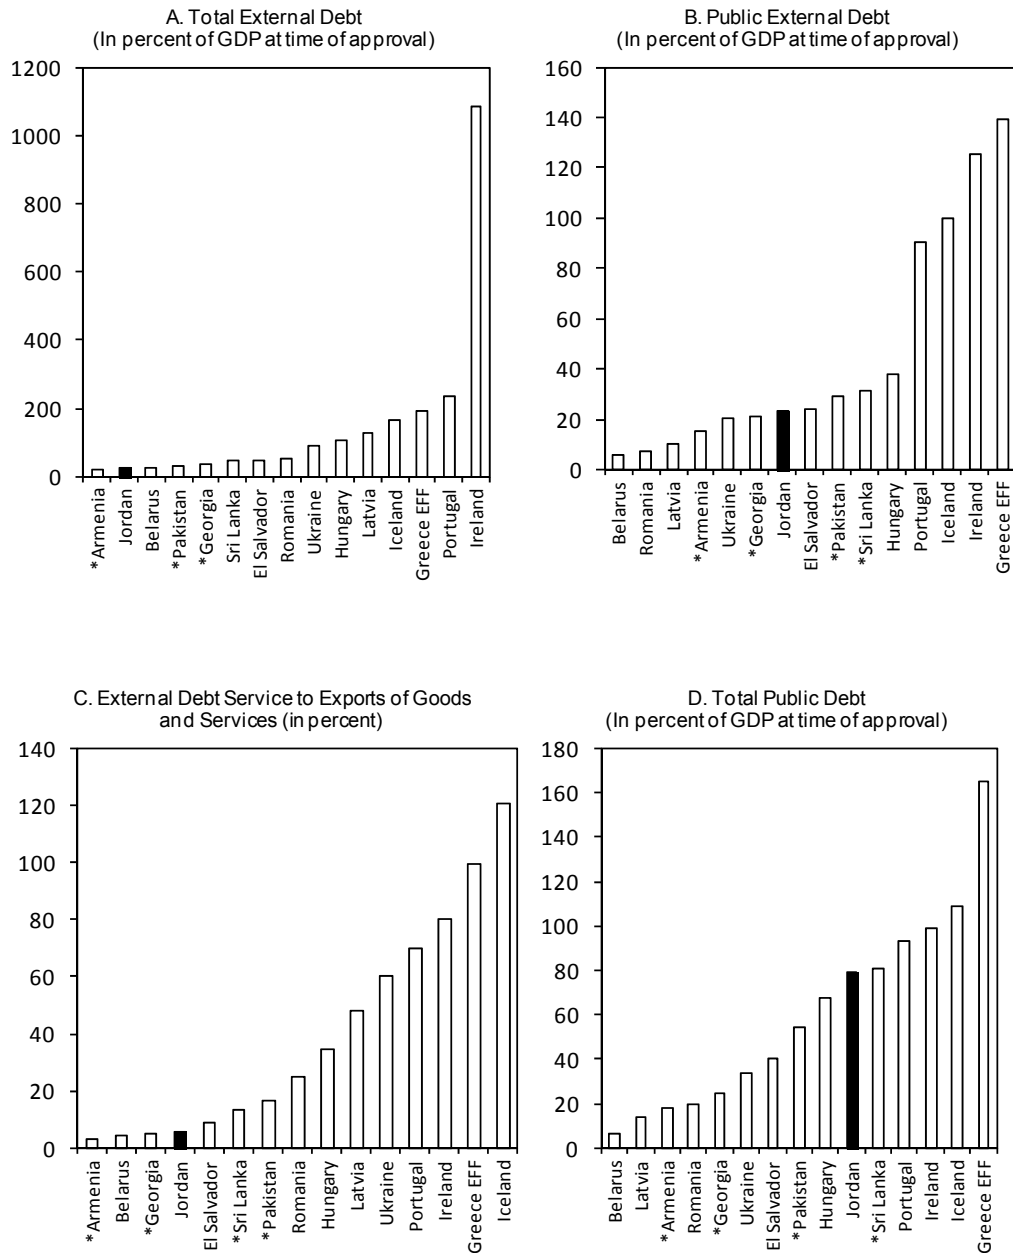 A. Total External Debt
(In percent of GDP at time of approval)
1200
1000
800
600
400
200
0
*Armenia
Jordan
Belarus
*Pakistan
*Georgia
Sri Lanka
El Salvador
Romania
Ukraine
Hungary
Latvia
Iceland
Greece EFF
Portugal
Ireland
B. Public External Debt
(In percent of GDP at time of approval)
160
140
120
100
80
60
40
20
0
Belarus
Romania
Latvia
*Armenia
Ukraine
*Georgia
Jordan
El Salvador
*Pakistan
*Sri Lanka
Hungary
Portugal
Iceland
Ireland
Greece EFF
C. External Debt Service to Exports of Goods
and Services (in percent)
140
120
100
80
60
40
20
0
*Armenia
Belarus
*Georgia
Jordan
El Salvador
*Sri Lanka
*Pakistan
Romania
Hungary
Latvia
Ukraine
Portugal
Ireland
Greece EFF
Iceland
D. Total Public Debt
(In percent of GDP at time of approval)
180
160
140
120
100
80
60
40
20
0
Belarus
Latvia
*Armenia
Romania
*Georgia
Ukraine
El Salvador
*Pakistan
Hungary
Jordan
*Sri Lanka
Portugal
Ireland
Iceland
Greece EFF